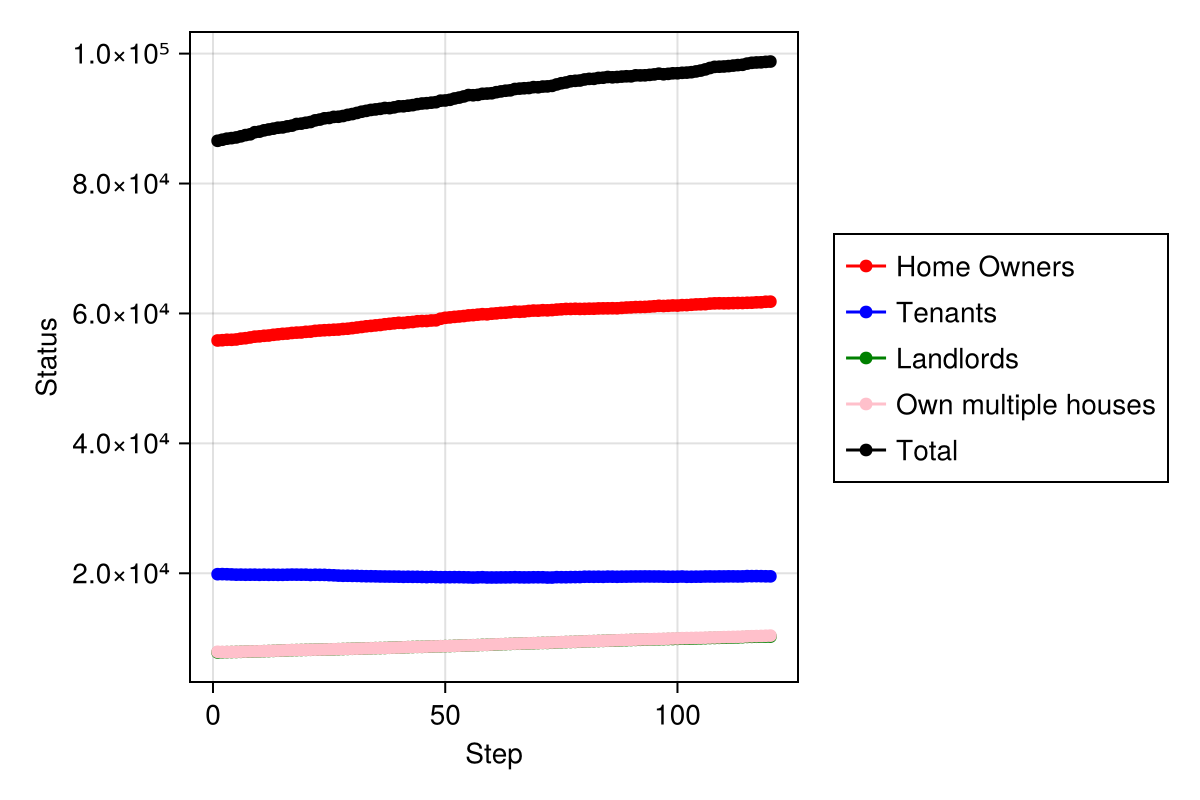 1.0×10⁵
8.0×10⁴
6.0×10⁴
4.0×10⁴
2.0×10⁴
Status
0 50 100
Step
Home Owners
Tenants
Landlords
Own multiple houses
Total